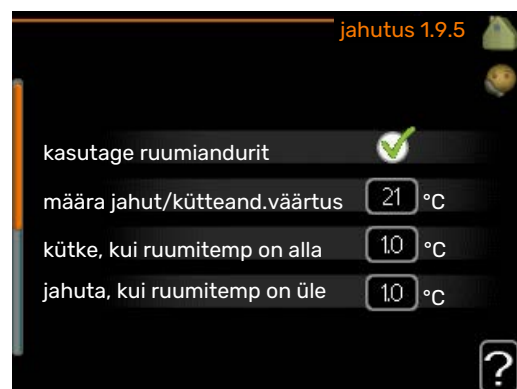 jahutus 1.9.5
kasutage ruumiandurit
määra jahut/kütteand.väärtus 21 °C
kütke, kui ruumitemp on alla 1.0 °C
jahuta, kui ruumitemp on üle 1.0 °C
?